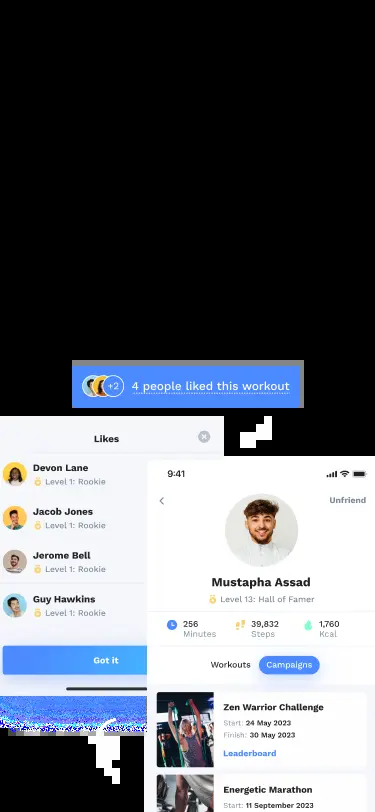 +2 4 people liked this workout
Likes
Devon Lane
Level 1: Rookie
Jacob Jones
Level 1: Rookie
Jerome Bell
Level 1: Rookie
Guy Hawkins
Level 1: Rookie
Got it
9:41
Unfriend
Mustapha Assad
Level 13: Hall of Famer
256 39,832 1,760
Minutes Steps Kcal
Workouts Campaigns
Zen Warrior Challenge
Start: 24 May 2023
Finish: 30 May 2023
Leaderboard
Energetic Marathon
Start: 11 September 2023